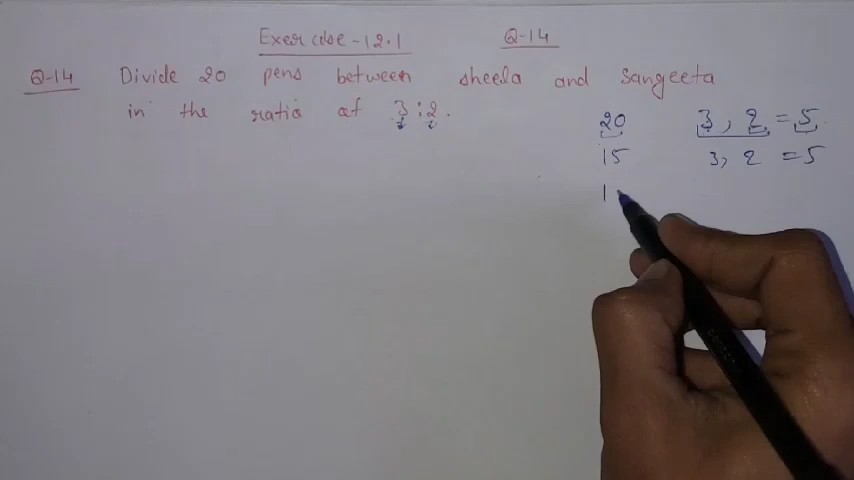 Exercise - 12.1 Q-14
Q-14 Divide 20 pens between sheela and sangeeta
in the ratio of 3:2.
20 3, 2 = 5
15 3, 2 = 5
1